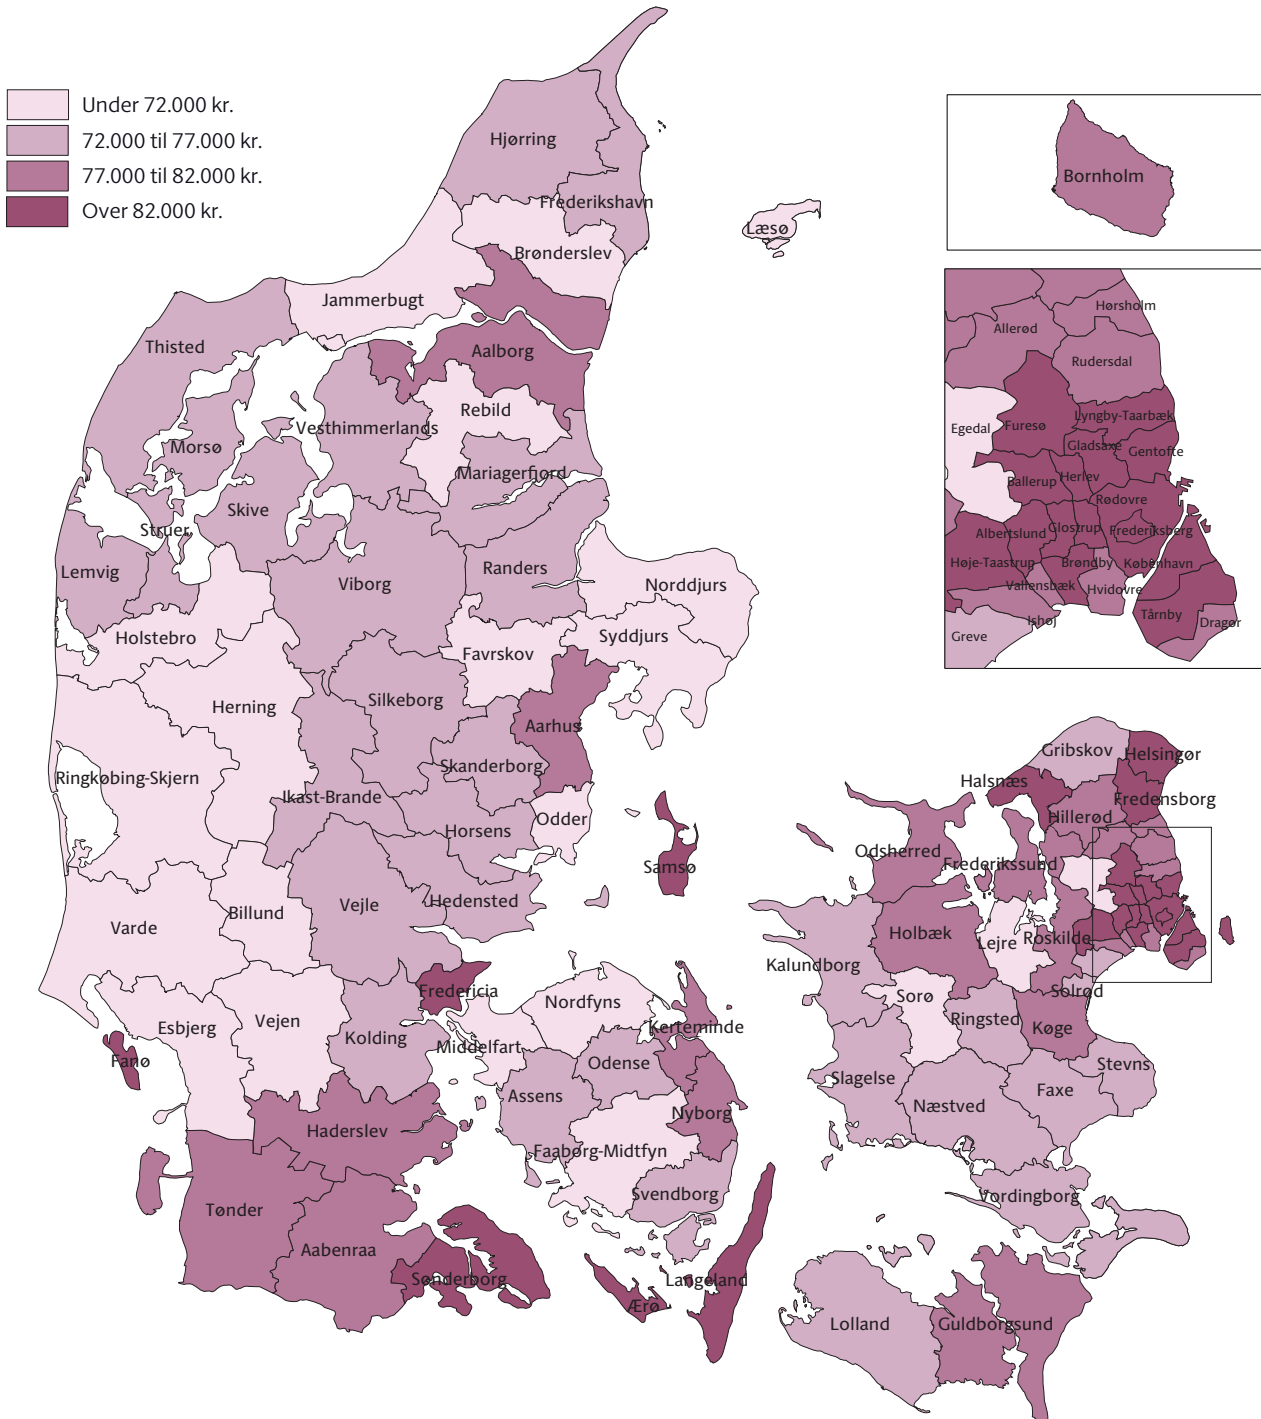 Under 72.000 kr.
72.000 til 77.000 kr.
77.000 til 82.000 kr.
Over 82.000 kr.
Hjørring
Frederikshavn
Læsø
Brønderslev
Jammerbugt
Thisted
Aalborg
Rebild
Vesthimmerlands
Morsø
Mariagerfjord
Skive
Struer
Lemvig
Viborg
Randers
Norddjurs
Holstebro
Syddjurs
Favrskov
Herning
Silkeborg
Aarhus
Skanderborg
Ringkøbing-Skjern
Ikast-Brande
Horsens
Odder
Samsø
Hedensted
Vejle
Billund
Varde
Fredericia
Nordfyns
Vejen
Esbjerg
Kolding
Middelfart
Kerteminde
Odense
Fanø
Assens
Nyborg
Haderslev
Faaborg-Midtfyn
Svendborg
Tønder
Aabenraa
Sønderborg
Langeland
Ærø
Bornholm
Hørsholm
Allerød
Rudersdal
Lyngby-Taarbæk
Egedal
Furesø
Gladsaxe
Gentofte
Ballerup
Herlev
Rødovre
Albertslund
Glostrup
Frederiksberg
Høje-Taastrup
Brøndby
København
Vallensbæk
Hvidovre
Ishøj
Tårnby
Dragør
Greve
Gribskov
Helsingør
Halsnæs
Fredensborg
Hillerød
Odsherred
Frederikssund
Holbæk
Lejre
Roskilde
Kalundborg
Solrød
Sorø
Ringsted
Køge
Stevns
Slagelse
Næstved
Faxe
Vordingborg
Lolland
Guldborgsund